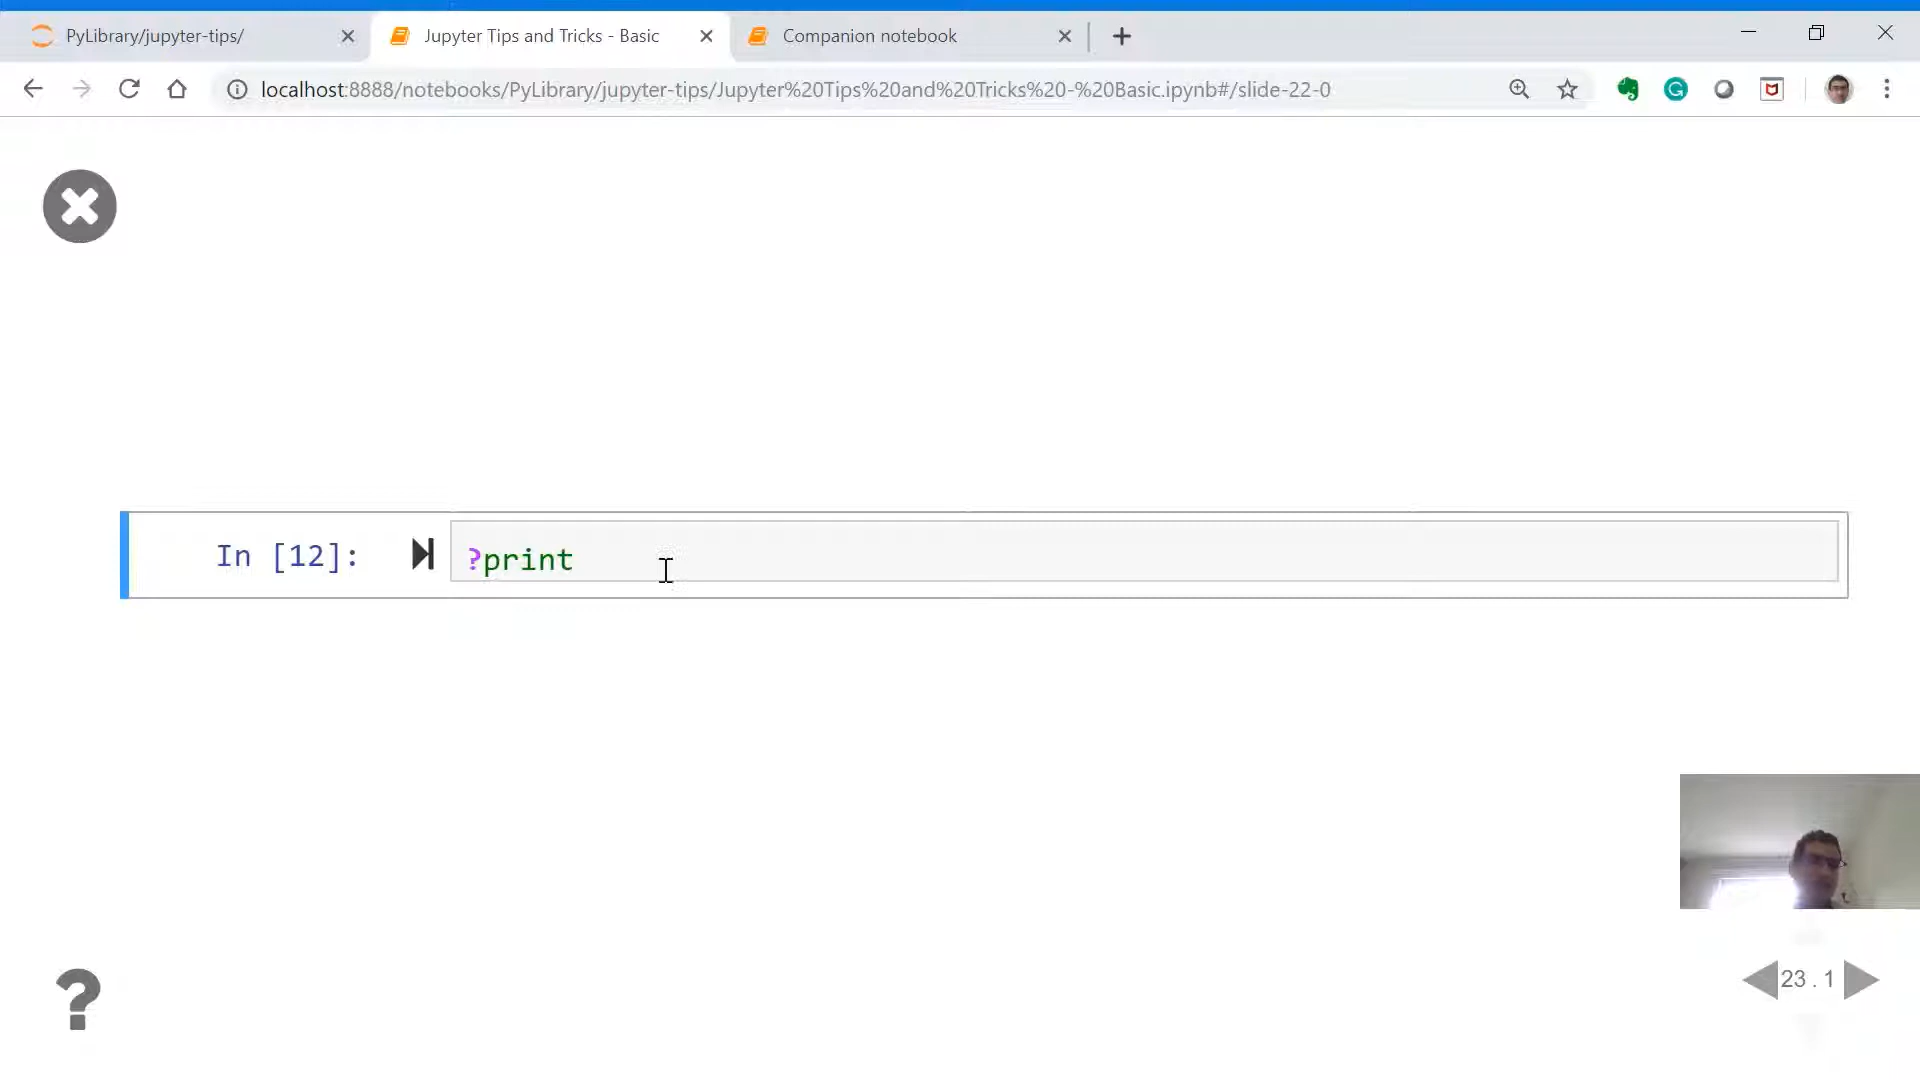 PyLibrary/jupyter-tips/
Jupyter Tips and Tricks - Basic
Companion notebook
localhost:8888/notebooks/PyLibrary/jupyter-tips/Jupyter%20Tips%20and%20Tricks%20-%20Basic.ipynb#/slide-22-0
In [12]:
?print
?
23 . 1